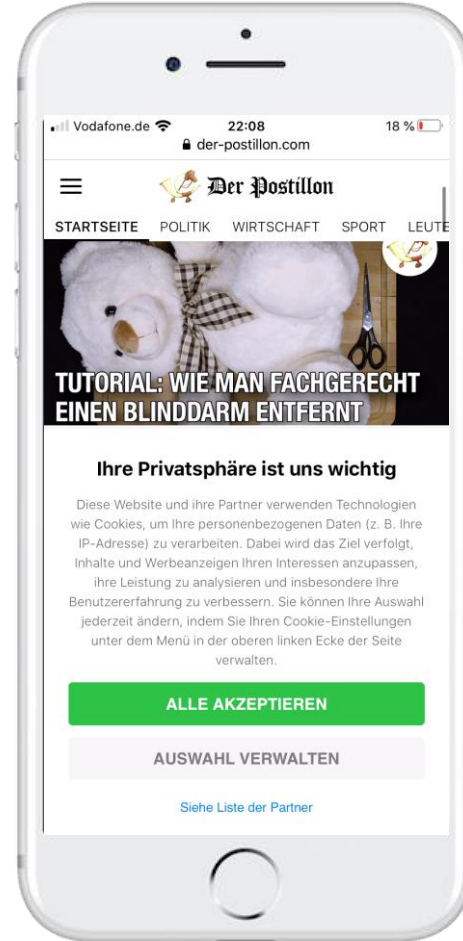 Vodafone.de 22:08 18 %
der-postillon.com
Der Postillon
STARTSEITE POLITIK WIRTSCHAFT SPORT LEUTE
TUTORIAL: WIE MAN FACHGERECHT
EINEN BLINDDARM ENTFERNT
Ihre Privatsphäre ist uns wichtig
Diese Website und ihre Partner verwenden Technologien
wie Cookies, um Ihre personenbezogenen Daten (z. B. Ihre
IP-Adresse) zu verarbeiten. Dabei wird das Ziel verfolgt,
Inhalte und Werbeanzeigen Ihren Interessen anzupassen,
ihre Leistung zu analysieren und insbesondere Ihre
Benutzererfahrung zu verbessern. Sie können Ihre Auswahl
jederzeit ändern, indem Sie Ihren Cookie-Einstellungen
unter dem Menü in der oberen linken Ecke der Seite
verwalten.
ALLE AKZEPTIEREN
AUSWAHL VERWALTEN
Siehe Liste der Partner